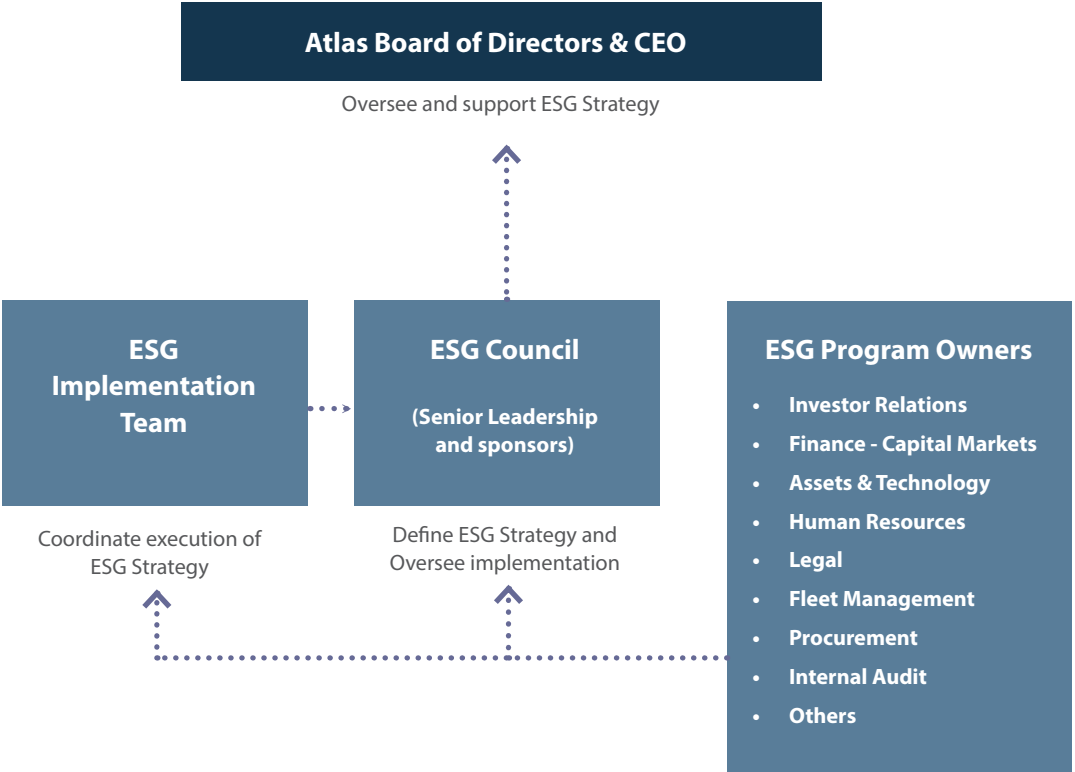 Atlas Board of Directors & CEO
Oversee and support ESG Strategy
ESG
Implementation
Team
Coordinate execution of
ESG Strategy
ESG Council
(Senior Leadership
and sponsors)
Define ESG Strategy and
Oversee implementation
ESG Program Owners
• Investor Relations
• Finance - Capital Markets
• Assets & Technology
• Human Resources
• Legal
• Fleet Management
• Procurement
• Internal Audit
• Others